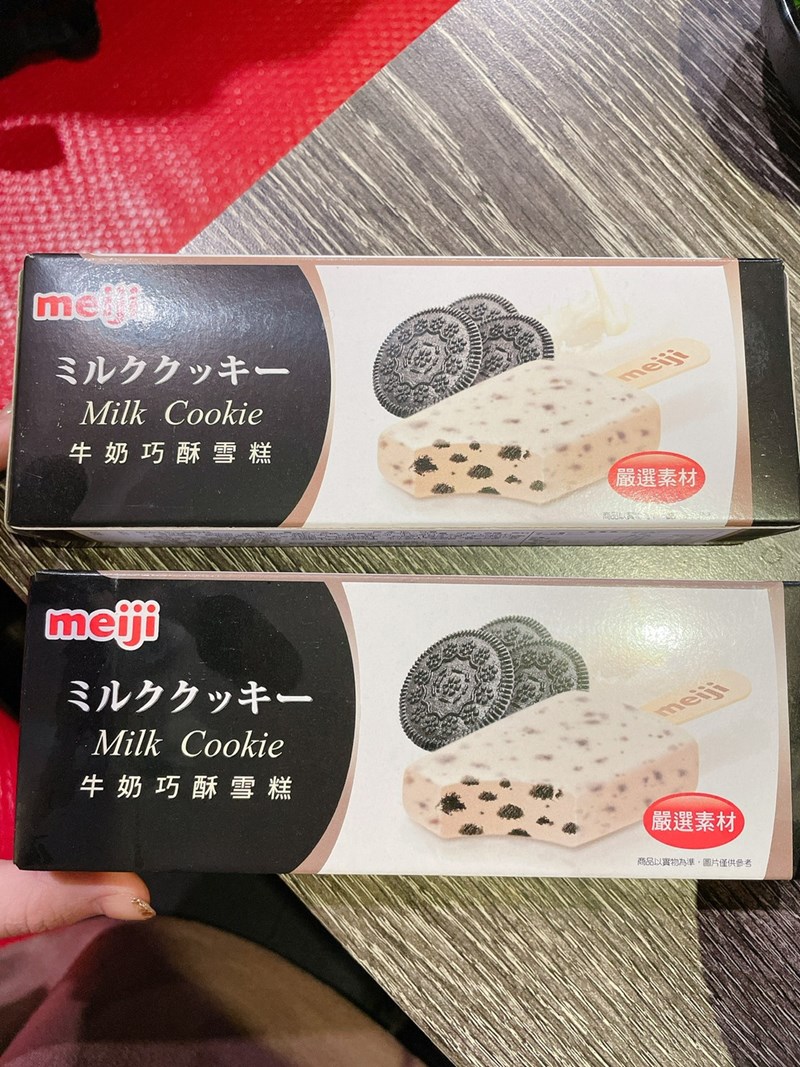 meiji
ミルククッキー
Milk Cookie
牛奶巧酥雪糕
meiji
嚴選素材
meiji
ミルククッキー
Milk Cookie
牛奶巧酥雪糕
meiji
嚴選素材
商品以實物為準，圖片僅供參考